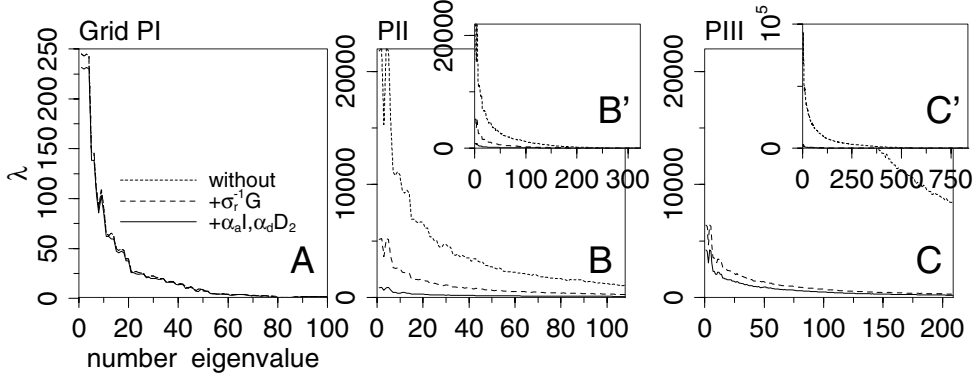 Grid PI
PII
PIII
250
200
150
100
50
0
λ
without
+σr⁻¹G
+αaI,αdD2
A
0 20 40 60 80 100
number eigenvalue
20000
10000
0
B
0 20 40 60 80 100
20000
0
B'
0 100 200 300
20000
10000
0
C
0 50 100 150 200
10⁵
0
C'
0 250 500 750